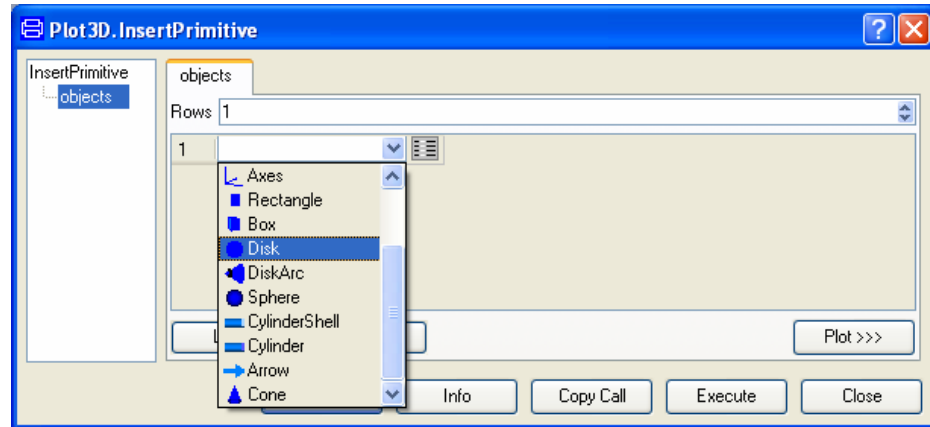 Plot3D.InsertPrimitive
InsertPrimitive
objects
objects
Rows 1
1
Axes
Rectangle
Box
Disk
DiskArc
Sphere
CylinderShell
Cylinder
Arrow
Cone
Plot >>>
Info
Copy Call
Execute
Close